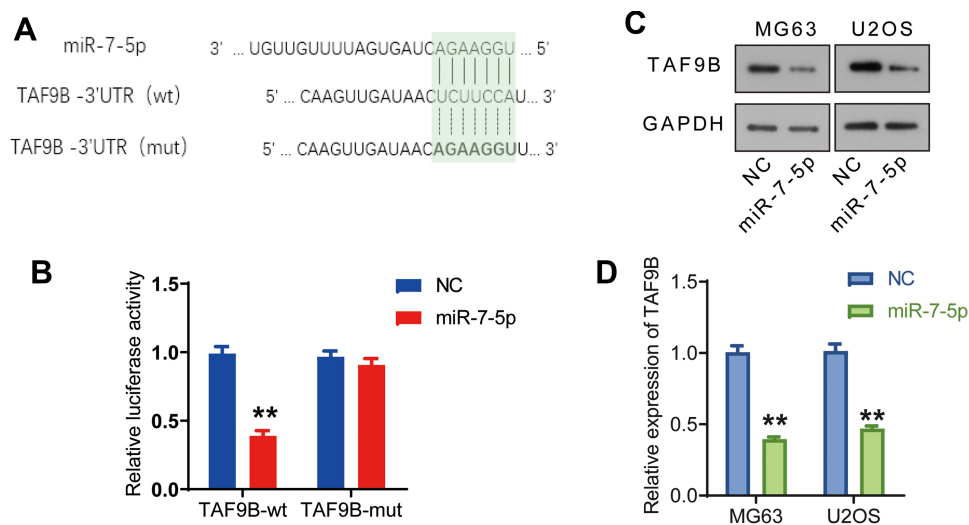 A
miR-7-5p 3' ... UGUUGUUUUAGUGAUCAGAAGGU ... 5'
TAF9B -3'UTR (wt) 5' ... CAAGUUGAUAACUCUUCCAU... 3'
TAF9B -3'UTR (mut) 5' ... CAAGUUGAUAACAGAAGGUU... 3'
B
Relative luciferase activity
1.5
1.0
0.5
0.0
NC
miR-7-5p
**
TAF9B-wt TAF9B-mut
C
MG63 U2OS
TAF9B
GAPDH
NC
miR-7-5p
NC
miR-7-5p
D
Relative expression of TAF9B
1.5
1.0
0.5
0.0
NC
miR-7-5p
** **
MG63 U2OS